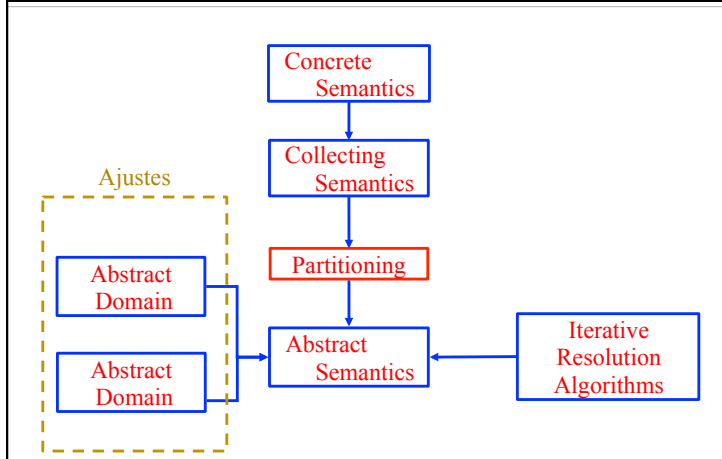 Concrete
Semantics
Collecting
Semantics
Ajustes
Partitioning
Abstract
Domain
Abstract
Domain
Abstract
Semantics
Iterative
Resolution
Algorithms